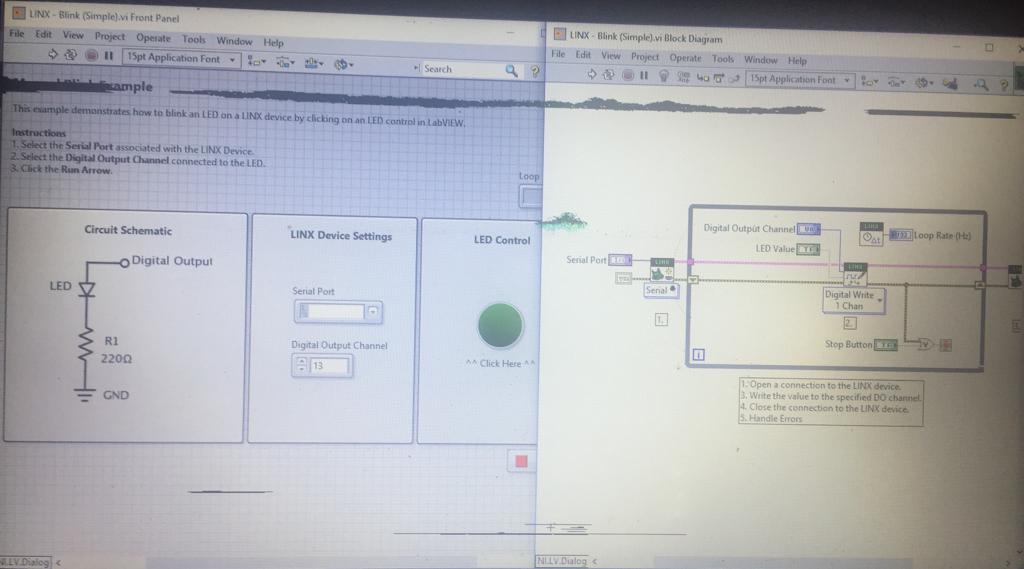 LINX - Blink (Simple).vi Front Panel
File Edit View Project Operate Tools Window Help
15pt Application Font
Search
This example demonstrates how to blink an LED on a LINX device by clicking on an LED control in LabVIEW.
Instructions
1. Select the Serial Port associated with the LINX Device.
2. Select the Digital Output Channel connected to the LED.
3. Click the Run Arrow.
Loop
Circuit Schematic
Digital Output
LED
R1
220Ω
GND
LINX Device Settings
Serial Port
Digital Output Channel
13
LED Control
^^ Click Here ^^
NI.LV.Dialog <
LINX - Blink (Simple).vi Block Diagram
File Edit View Project Operate Tools Window Help
15pt Application Font
Digital Output Channel
LINX
Loop Rate (Hz)
LED Value
TF
Serial Port
LINX
Serial
1.
LINX
Digital Write
1 Chan
2.
Stop Button
TF
i
1. Open a connection to the LINX device.
3. Write the value to the specified DO channel.
4. Close the connection to the LINX device.
5. Handle Errors
NI.LV.Dialog <